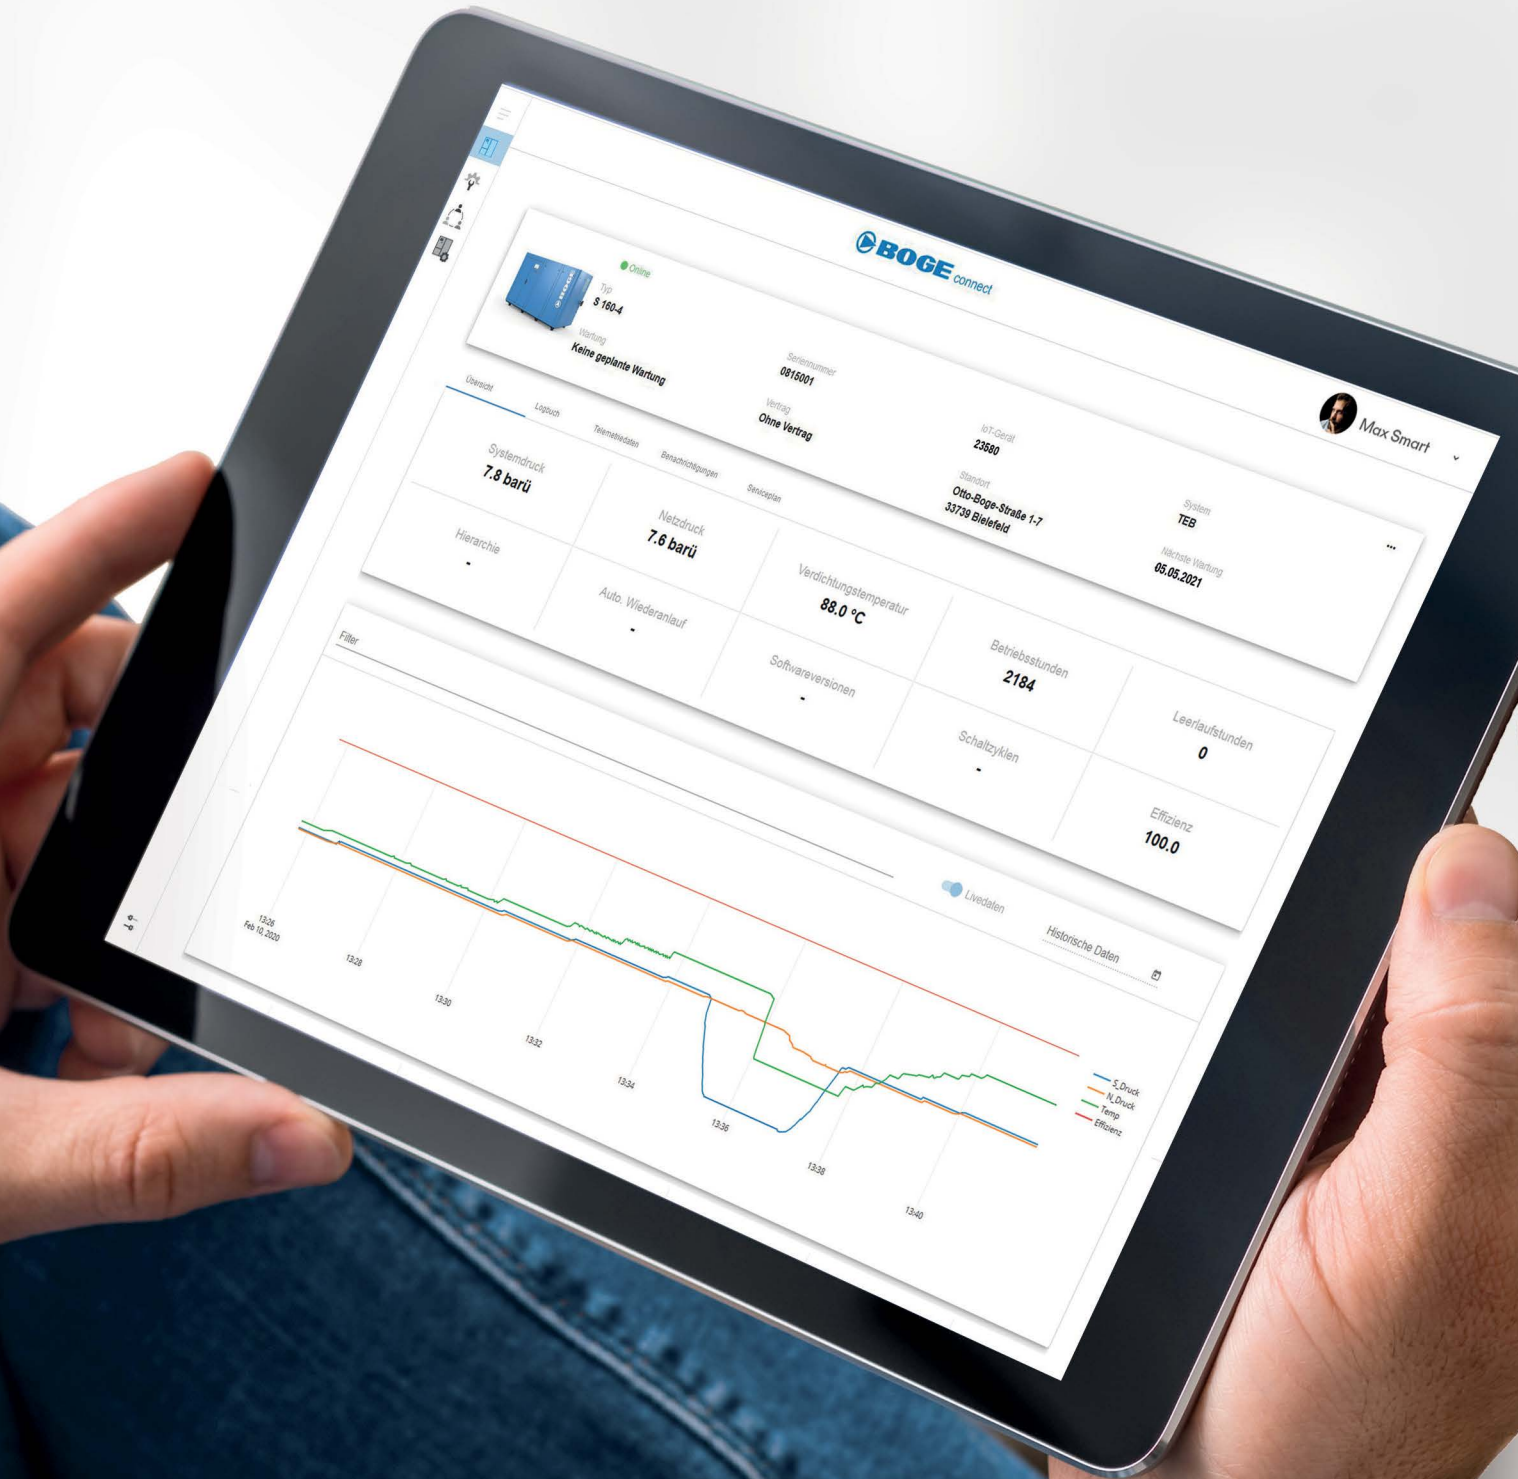 BOGE connect
Max Smart
Online
Typ
S 160-4
Wartung
Keine geplante Wartung
Seriennummer
0815001
Vertrag
Ohne Vertrag
IoT-Gerät
23580
Standort
Otto-Boge-Straße 1-7
33739 Bielefeld
System
TEB
Nächste Wartung
05.05.2021
Übersicht
Logbuch
Telemetriedaten
Benachrichtigungen
Serviceplan
Systemdruck
7.8 barü
Netzdruck
7.6 barü
Verdichtungstemperatur
88.0 °C
Betriebsstunden
2184
Leerlaufstunden
0
Hierarchie
-
Auto. Wiederanlauf
-
Softwareversionen
-
Schaltzyklen
-
Effizienz
100.0
Filter
Livedaten
Historische Daten
13:26
Feb 10, 2020
13:28
13:30
13:32
13:34
13:36
13:38
13:40
S_Druck
N_Druck
Temp
Effizienz